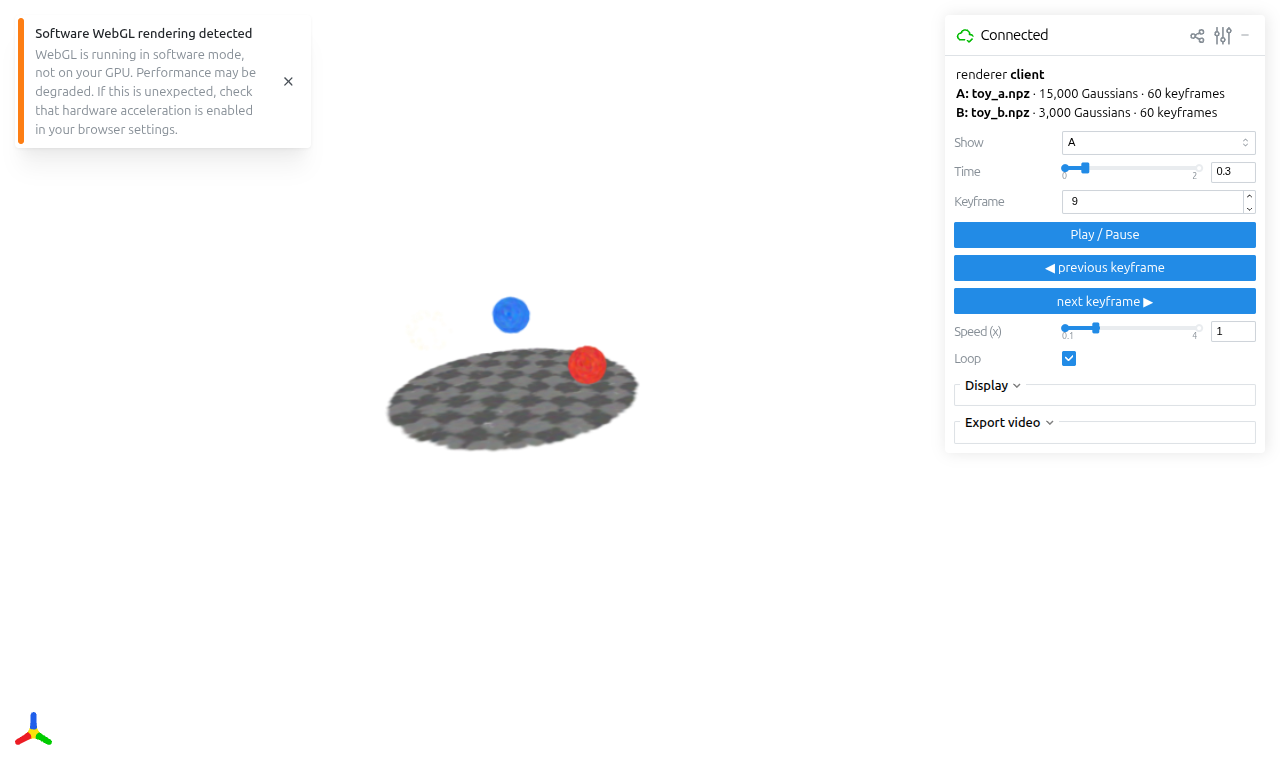 Software WebGL rendering detected
WebGL is running in software mode,
not on your GPU. Performance may be
degraded. If this is unexpected, check
that hardware acceleration is enabled
in your browser settings.
Connected
renderer client
A: toy_a.npz · 15,000 Gaussians · 60 keyframes
B: toy_b.npz · 3,000 Gaussians · 60 keyframes
Show A
Time 0 2 0.3
Keyframe 9
Play / Pause
◀ previous keyframe
next keyframe ▶
Speed (x) 0.1 4 1
Loop
Display
Export video